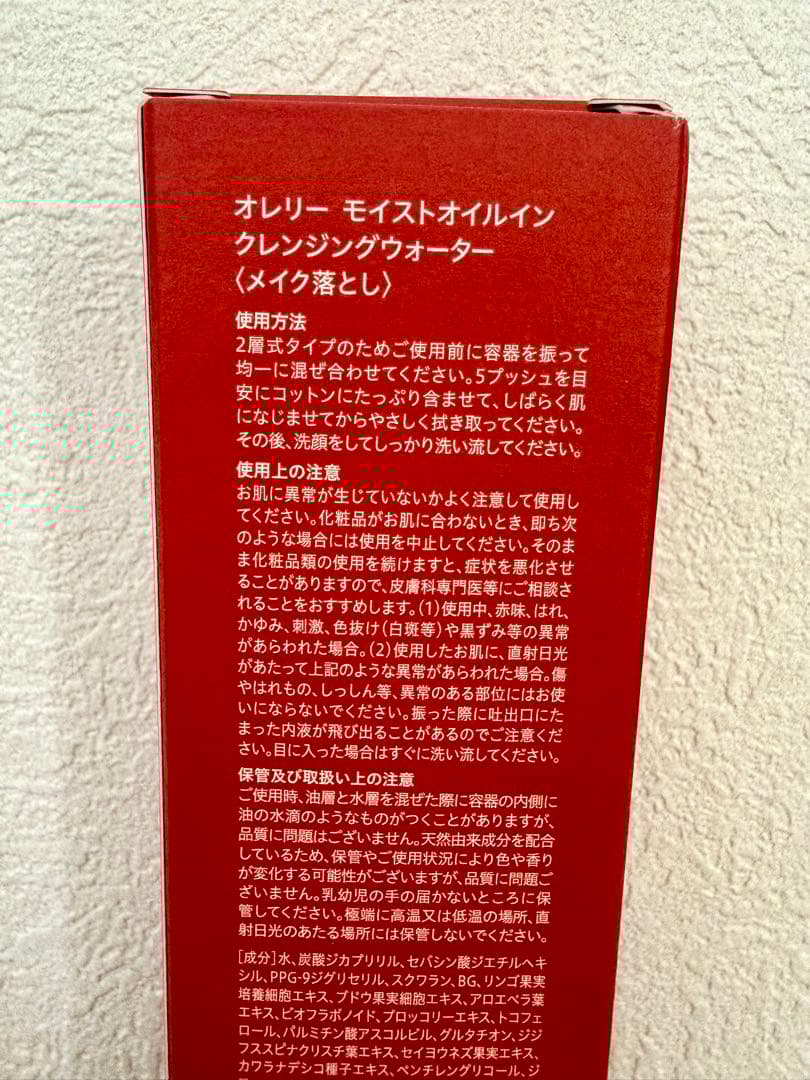 オレリー モイストオイルイン
クレンジングウォーター
〈メイク落とし〉
使用方法
2層式タイプのためご使用前に容器を振って
均一に混ぜ合わせてください。5プッシュを目
安にコットンにたっぷり含ませて、しばらく肌
になじませてからやさしく拭き取ってください。
その後、洗顔をしてしっかり洗い流してください。
使用上の注意
お肌に異常が生じていないかよく注意して使用し
てください。化粧品がお肌に合わないとき、即ち次
のような場合には使用を中止してください。そのま
ま化粧品類の使用を続けますと、症状を悪化させ
ることがありますので、皮膚科専門医等にご相談さ
れることをおすすめします。(1)使用中、赤味、はれ、
かゆみ、刺激、色抜け(白斑等)や黒ずみ等の異常
があらわれた場合。(2)使用したお肌に、直射日光
があたって上記のような異常があらわれた場合。傷
やはれもの、しっしん等、異常のある部位にはお使
いにならないでください。振った際に吐出口にた
まった内液が飛び出ることがあるのでご注意くだ
さい。目に入った場合はすぐに洗い流してください。
保管及び取扱い上の注意
ご使用時、油層と水層を混ぜた際に容器の内側に
油の水滴のようなものがつくことがありますが、
品質に問題はございません。天然由来成分を配合
しているため、保管やご使用状況により色や香り
が変化する可能性がございますが、品質に問題ご
ざいません。乳幼児の手の届かないところに保
管してください。極端に高温又は低温の場所、直
射日光のあたる場所には保管しないでください。
[成分]水、炭酸ジカプリリル、セバシン酸ジエチルヘキ
シル、PPG-9ジグリセリル、スクワラン、BG、リンゴ果実
培養細胞エキス、ブドウ果実細胞エキス、アロエベラ葉
エキス、ビオフラボノイド、ブロッコリーエキス、トコフェ
ロール、パルミチン酸アスコルビル、グルタチオン、ジジ
フススピナクリスチ葉エキス、セイヨウネズ果実エキス、
カワラナデシコ種子エキス、ペンチレングリコール、ジ